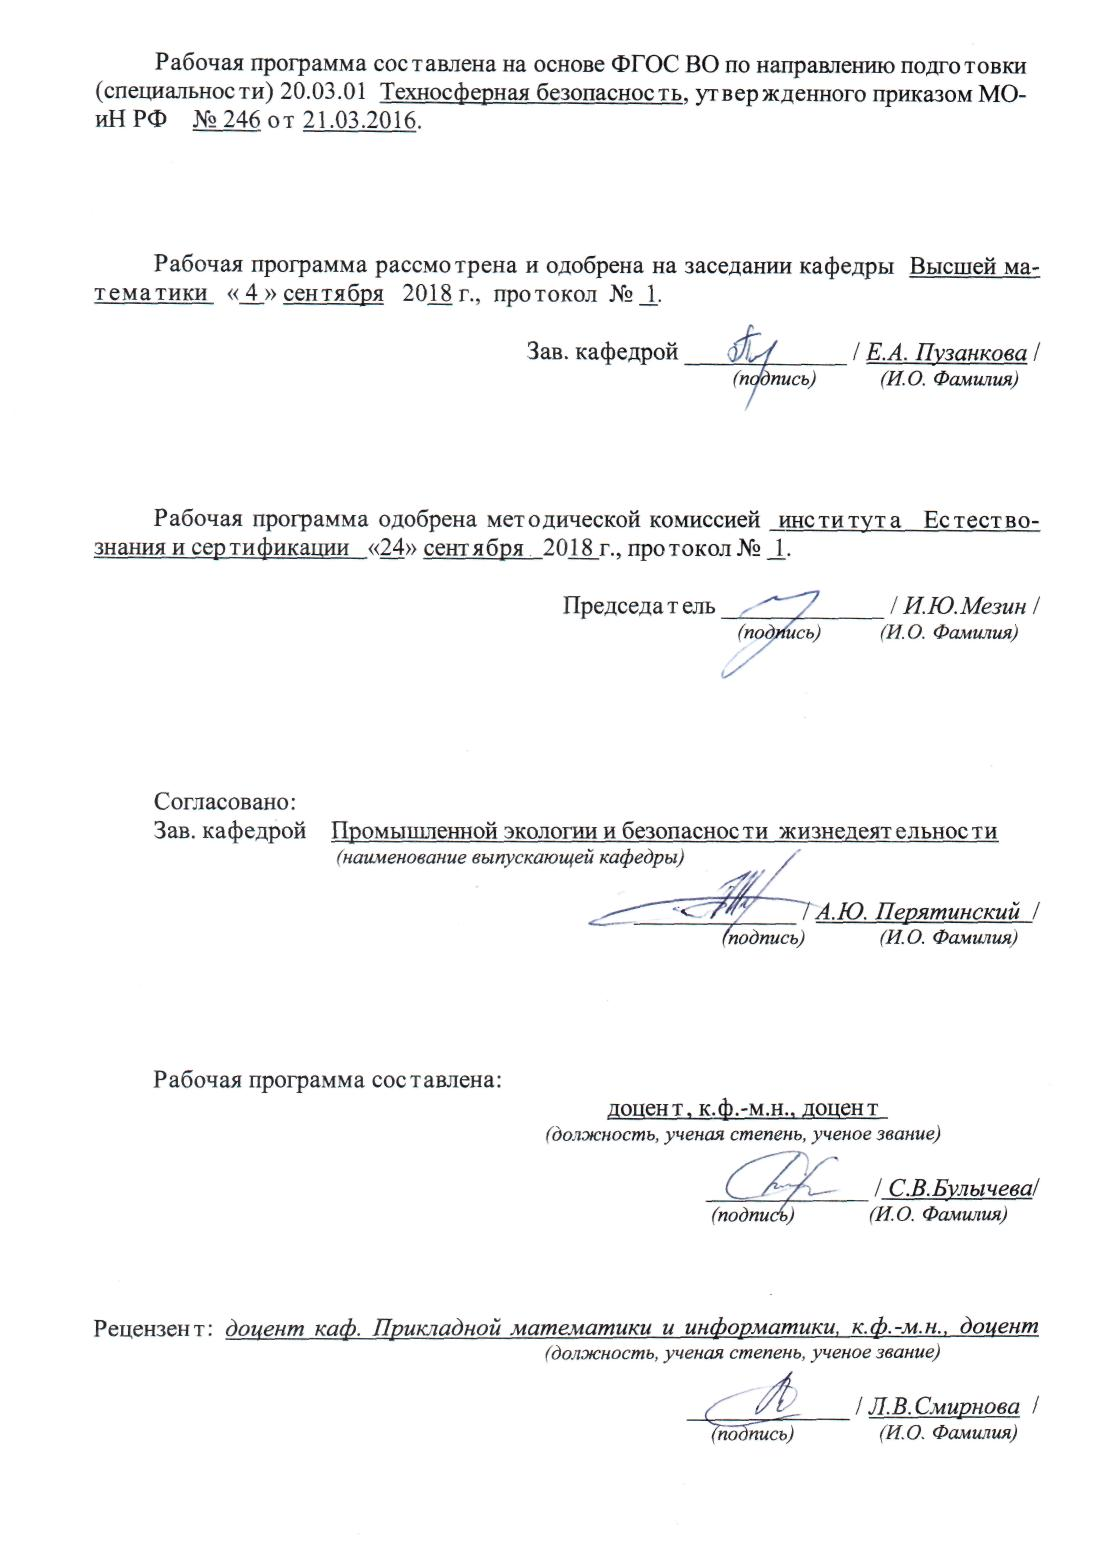 Рабочая программа составлена на основе ФГОС ВО по направлению подготовки
(специальности) 20.03.01 Техносферная безопасность, утвержденного приказом МО-
иН РФ № 246 от 21.03.2016.
Рабочая программа рассмотрена и одобрена на заседании кафедры Высшей ма-
тематики « 4 » сентября 2018 г., протокол № 1.
Зав. кафедрой ____________ / Е.А. Пузанкова /
(подпись) (И.О. Фамилия)
Рабочая программа одобрена методической комиссией института Естество-
знания и сертификации «24» сентября 2018 г., протокол № 1.
Председатель ____________ / И.Ю.Мезин /
(подпись) (И.О. Фамилия)
Согласовано:
Зав. кафедрой Промышленной экологии и безопасности жизнедеятельности
(наименование выпускающей кафедры)
____________ / А.Ю. Перятинский /
(подпись) (И.О. Фамилия)
Рабочая программа составлена:
доцент, к.ф.-м.н., доцент
(должность, ученая степень, ученое звание)
____________ / С.В.Булычева/
(подпись) (И.О. Фамилия)
Рецензент: доцент каф. Прикладной математики и информатики, к.ф.-м.н., доцент
(должность, ученая степень, ученое звание)
____________ / Л.В.Смирнова /
(подпись) (И.О. Фамилия)